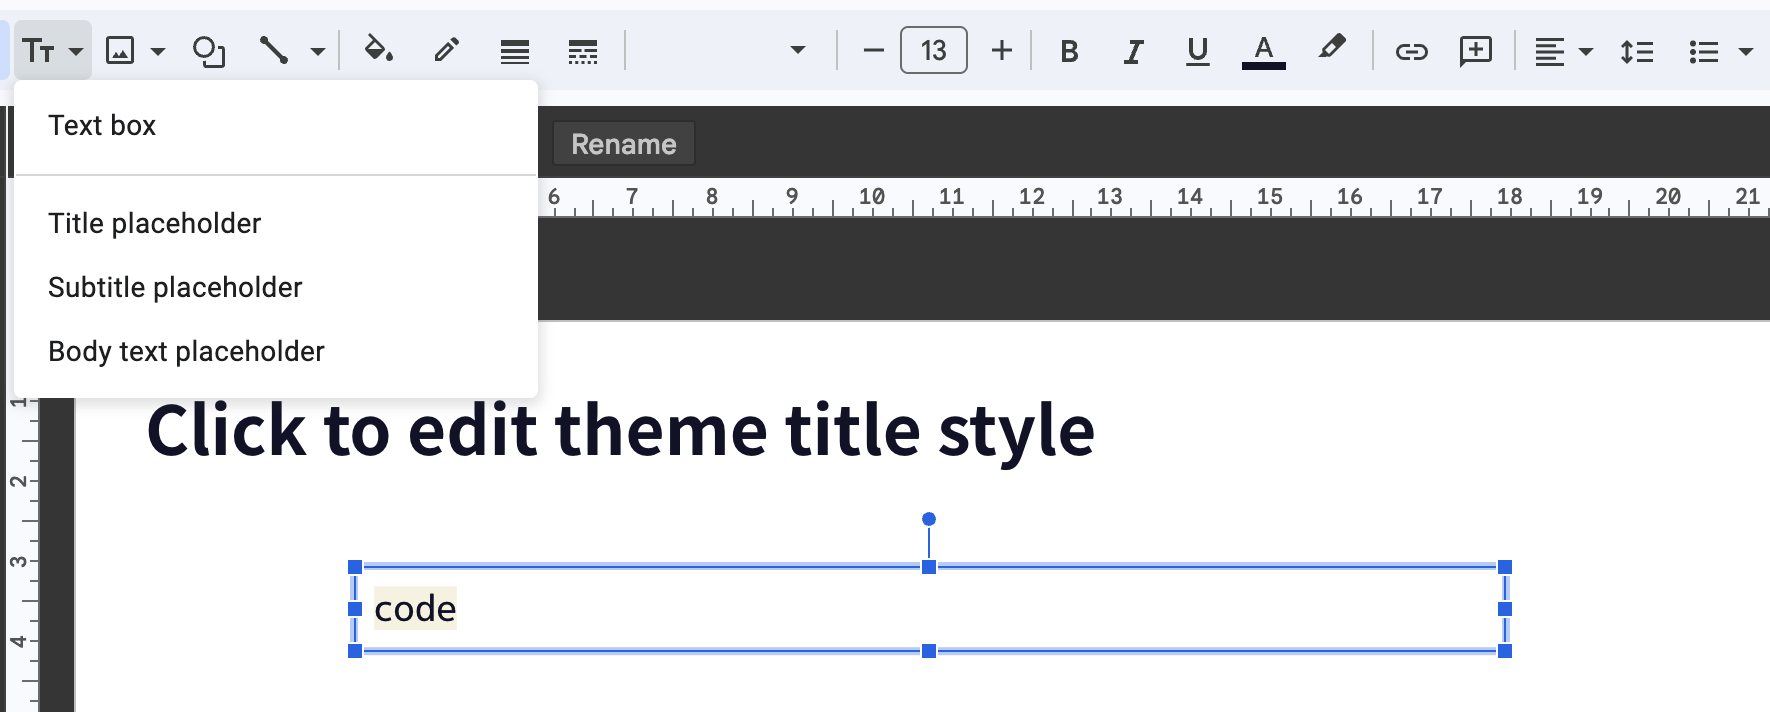 13
B I U A
Text box
Rename
6 7 8 9 10 11 12 13 14 15 16 17 18 19 20 21
Title placeholder
Subtitle placeholder
Body text placeholder
1
Click to edit theme title style
2
3
code
4